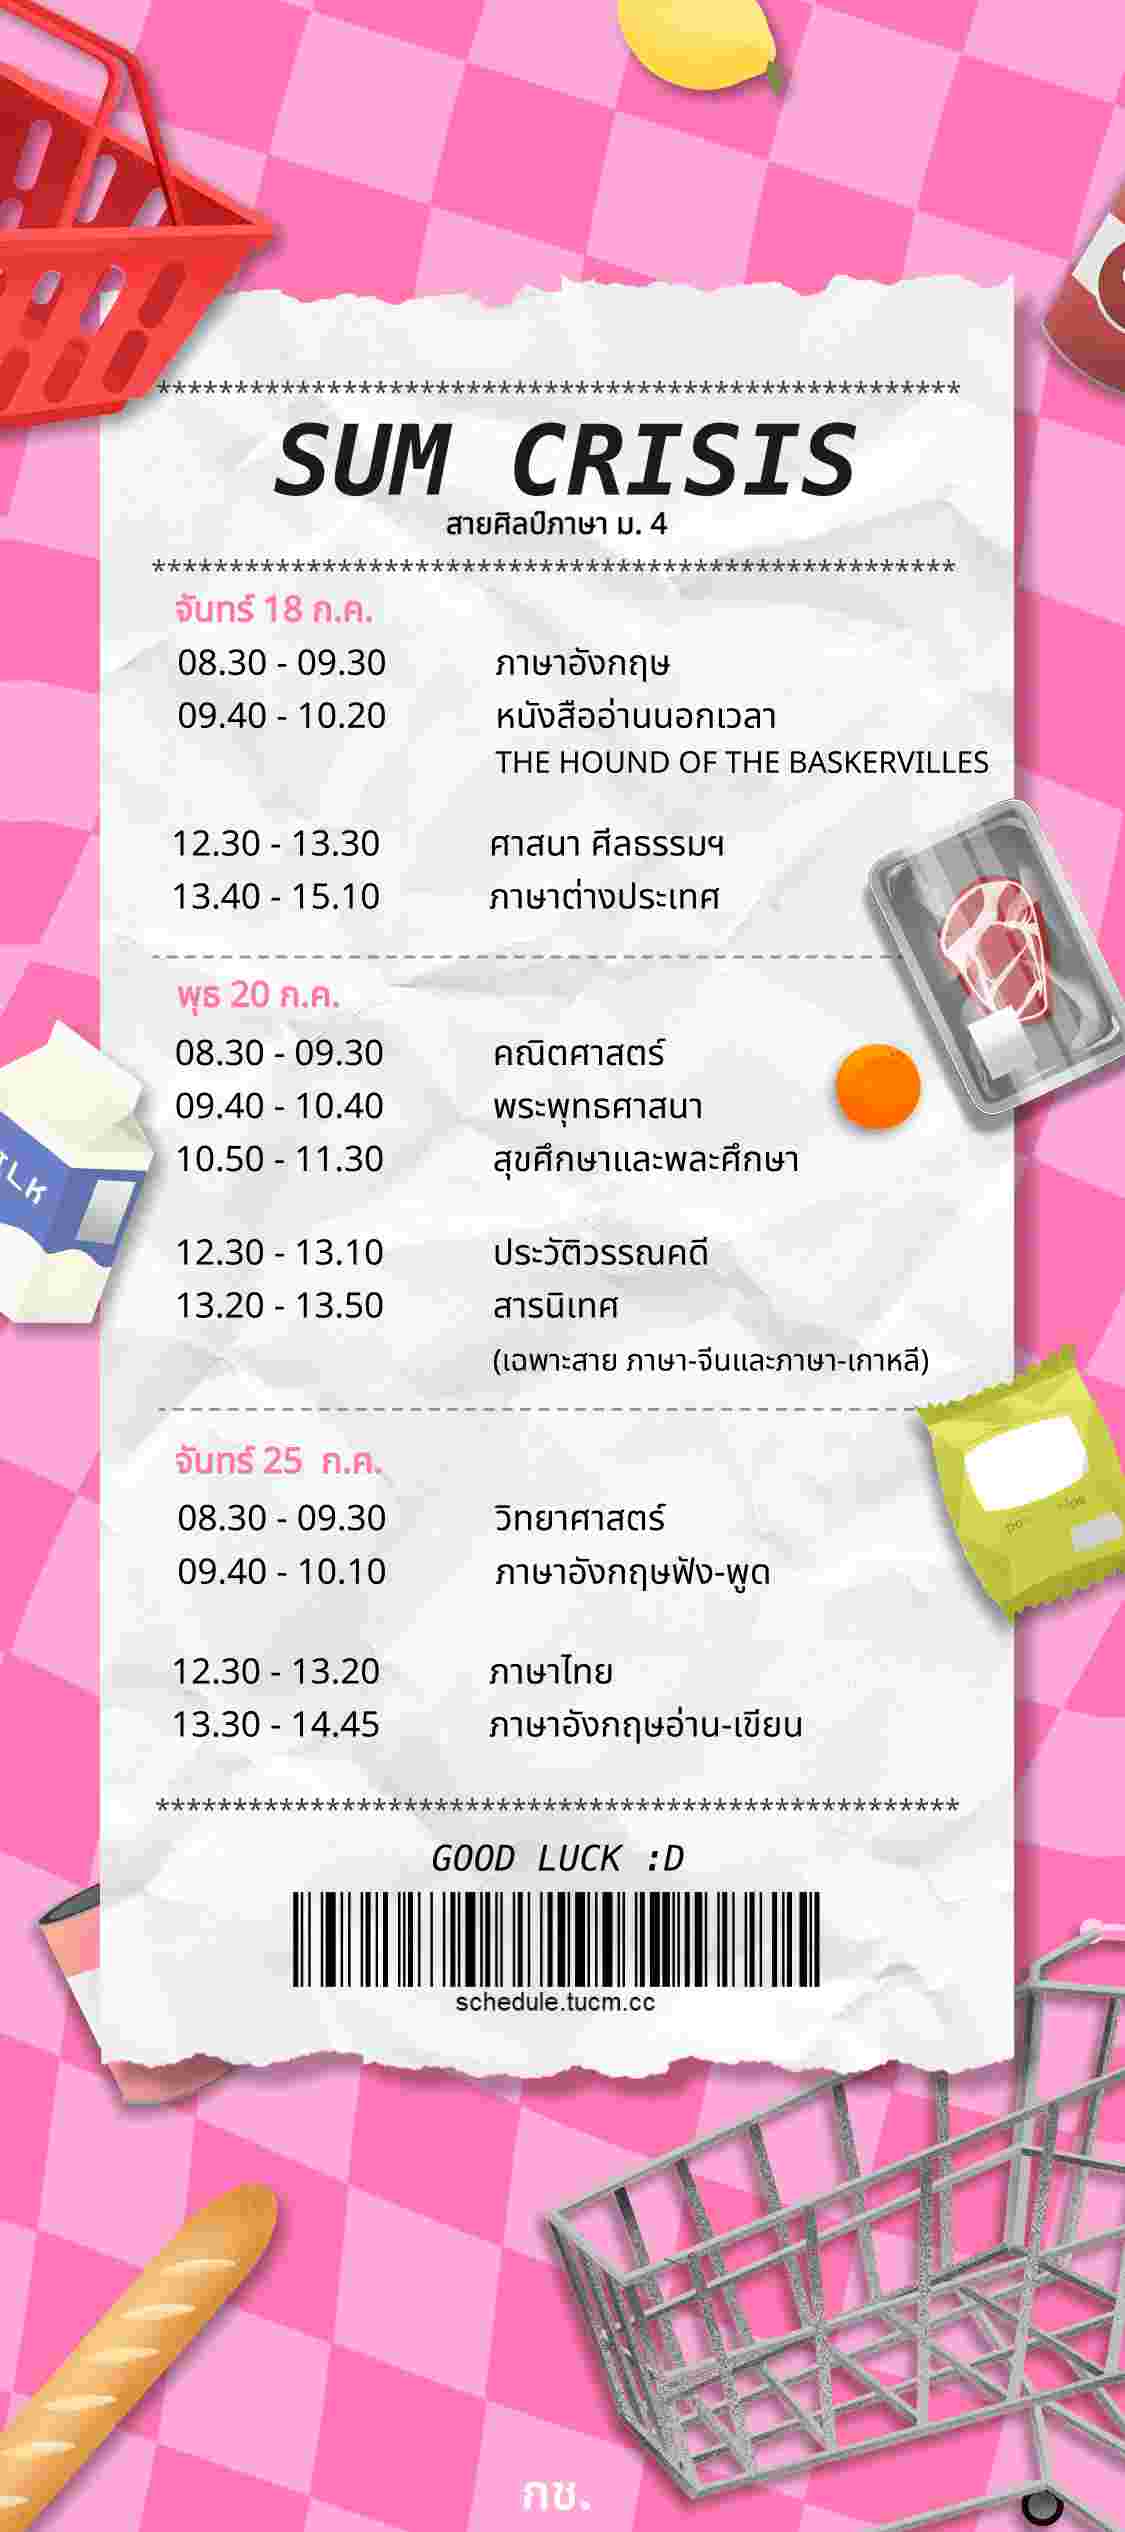 *****************************************************
SUM CRISIS
สายศิลป์ภาษา ม. 4
*****************************************************
จันทร์ 18 ก.ค.
08.30 - 09.30 ภาษาอังกฤษ
09.40 - 10.20 หนังสืออ่านนอกเวลา
THE HOUND OF THE BASKERVILLES
12.30 - 13.30 ศาสนา ศีลธรรมฯ
13.40 - 15.10 ภาษาต่างประเทศ
พุธ 20 ก.ค.
08.30 - 09.30 คณิตศาสตร์
09.40 - 10.40 พระพุทธศาสนา
10.50 - 11.30 สุขศึกษาและพละศึกษา
12.30 - 13.10 ประวัติวรรณคดี
13.20 - 13.50 สารนิเทศ
(เฉพาะสาย ภาษา-จีนและภาษา-เกาหลี)
จันทร์ 25 ก.ค.
08.30 - 09.30 วิทยาศาสตร์
09.40 - 10.10 ภาษาอังกฤษฟัง-พูด
12.30 - 13.20 ภาษาไทย
13.30 - 14.45 ภาษาอังกฤษอ่าน-เขียน
*****************************************************
GOOD LUCK :D
schedule.tucm.cc
กช.